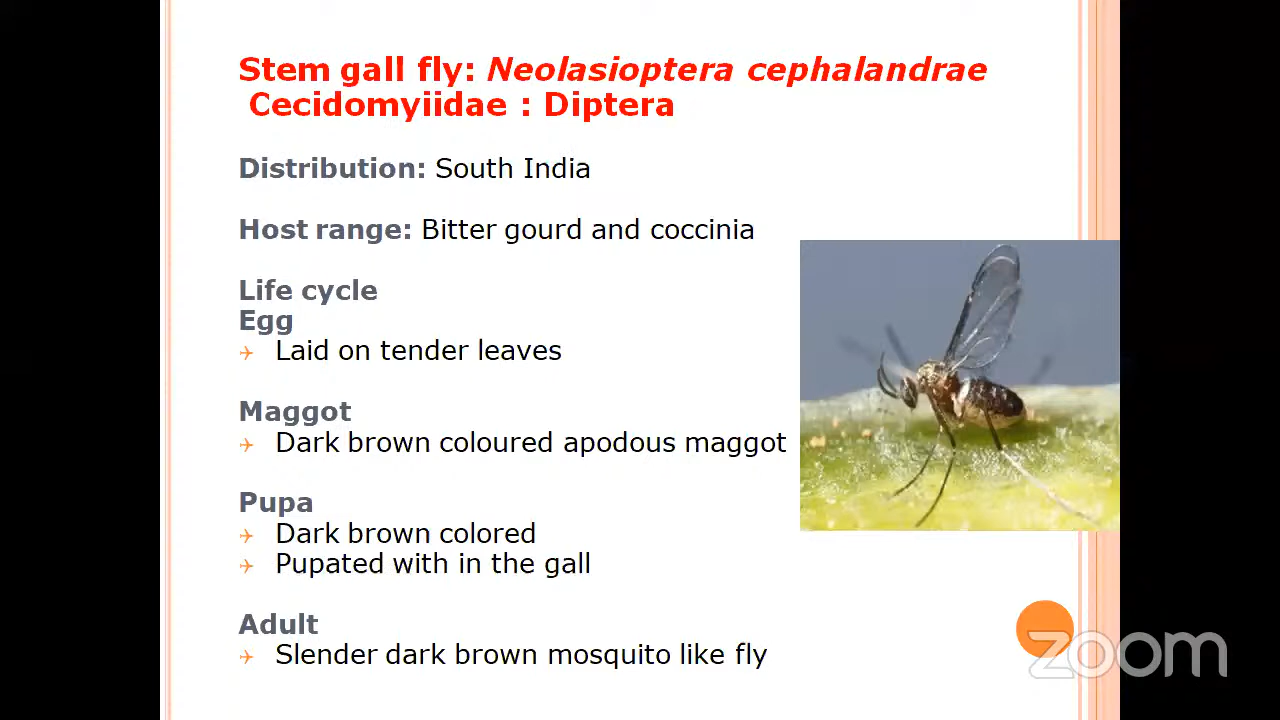 Stem gall fly: Neolasioptera cephalandrae
Cecidomyiidae : Diptera
Distribution: South India
Host range: Bitter gourd and coccinia
Life cycle
Egg
Laid on tender leaves
Maggot
Dark brown coloured apodous maggot
Pupa
Dark brown colored
Pupated with in the gall
Adult
Slender dark brown mosquito like fly
zoom